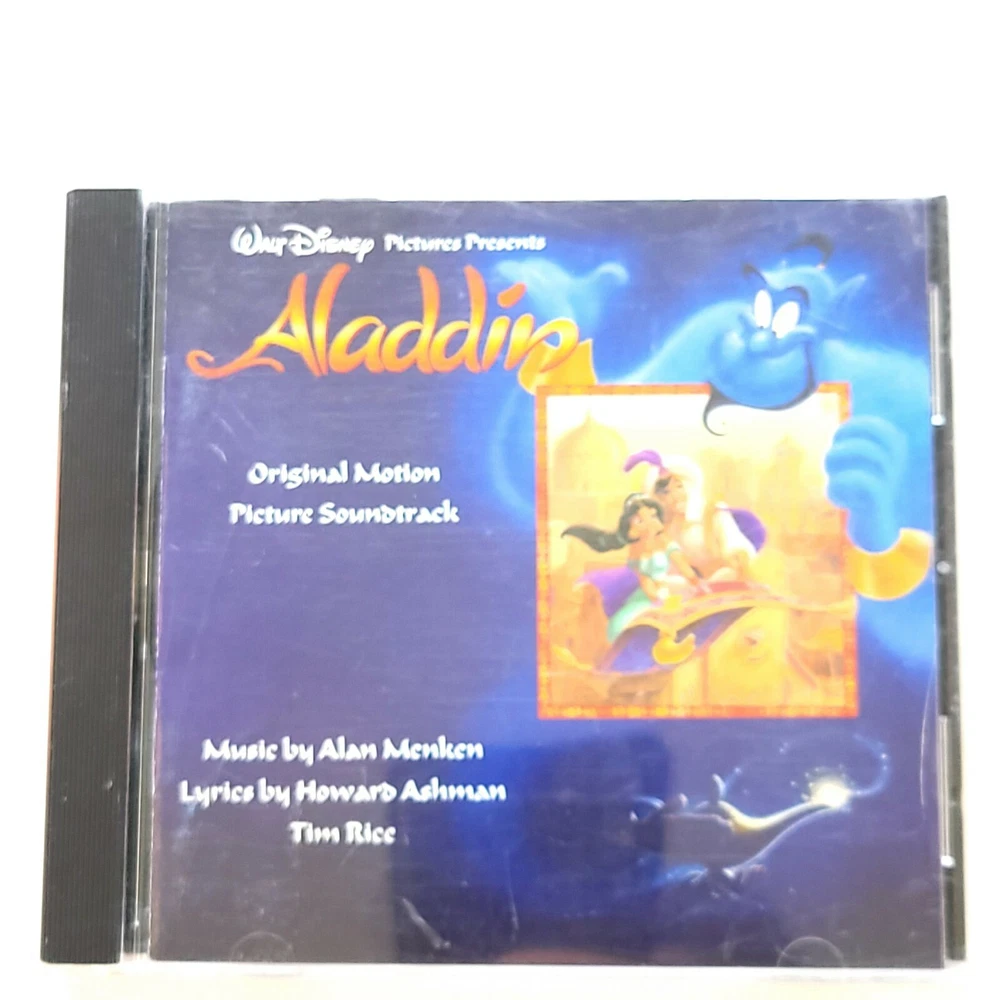 Walt Disney Pictures Presents
Aladdin
Original Motion
Picture Soundtrack
Music by Alan Menken
Lyrics by Howard Ashman
Tim Rice